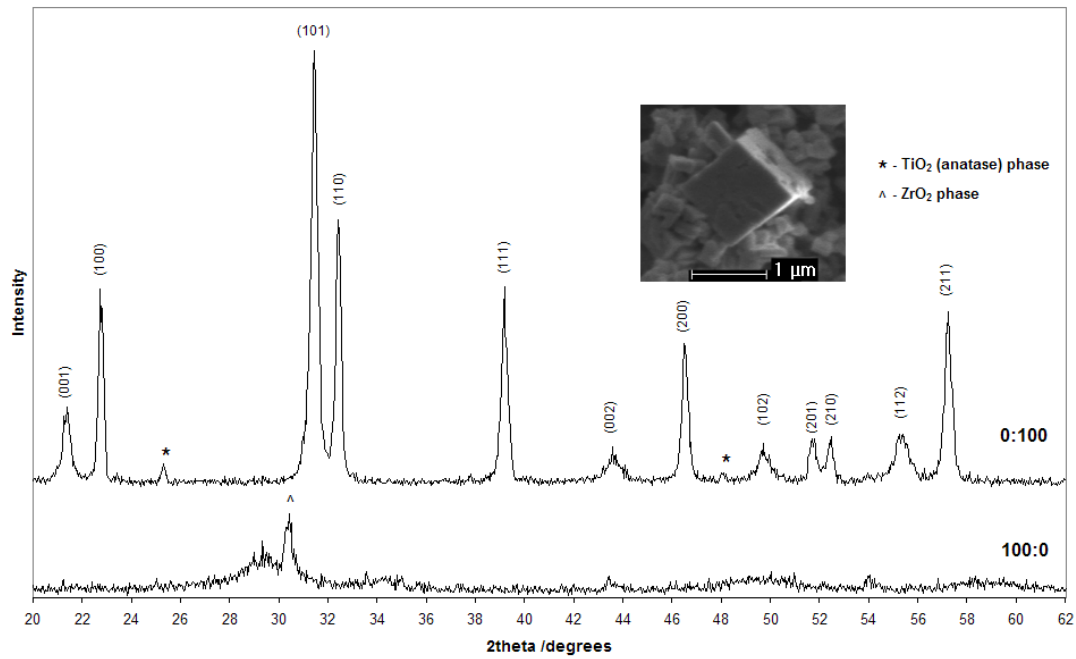 (101)
(110)
(100)
(111)
(211)
(200)
(001)
(002)
(102)
(201)
(210)
(112)
*
*
^
1 µm
* - TiO₂ (anatase) phase
^ - ZrO₂ phase
0:100
100:0
Intensity
20 22 24 26 28 30 32 34 36 38 40 42 44 46 48 50 52 54 56 58 60 62
2theta /degrees